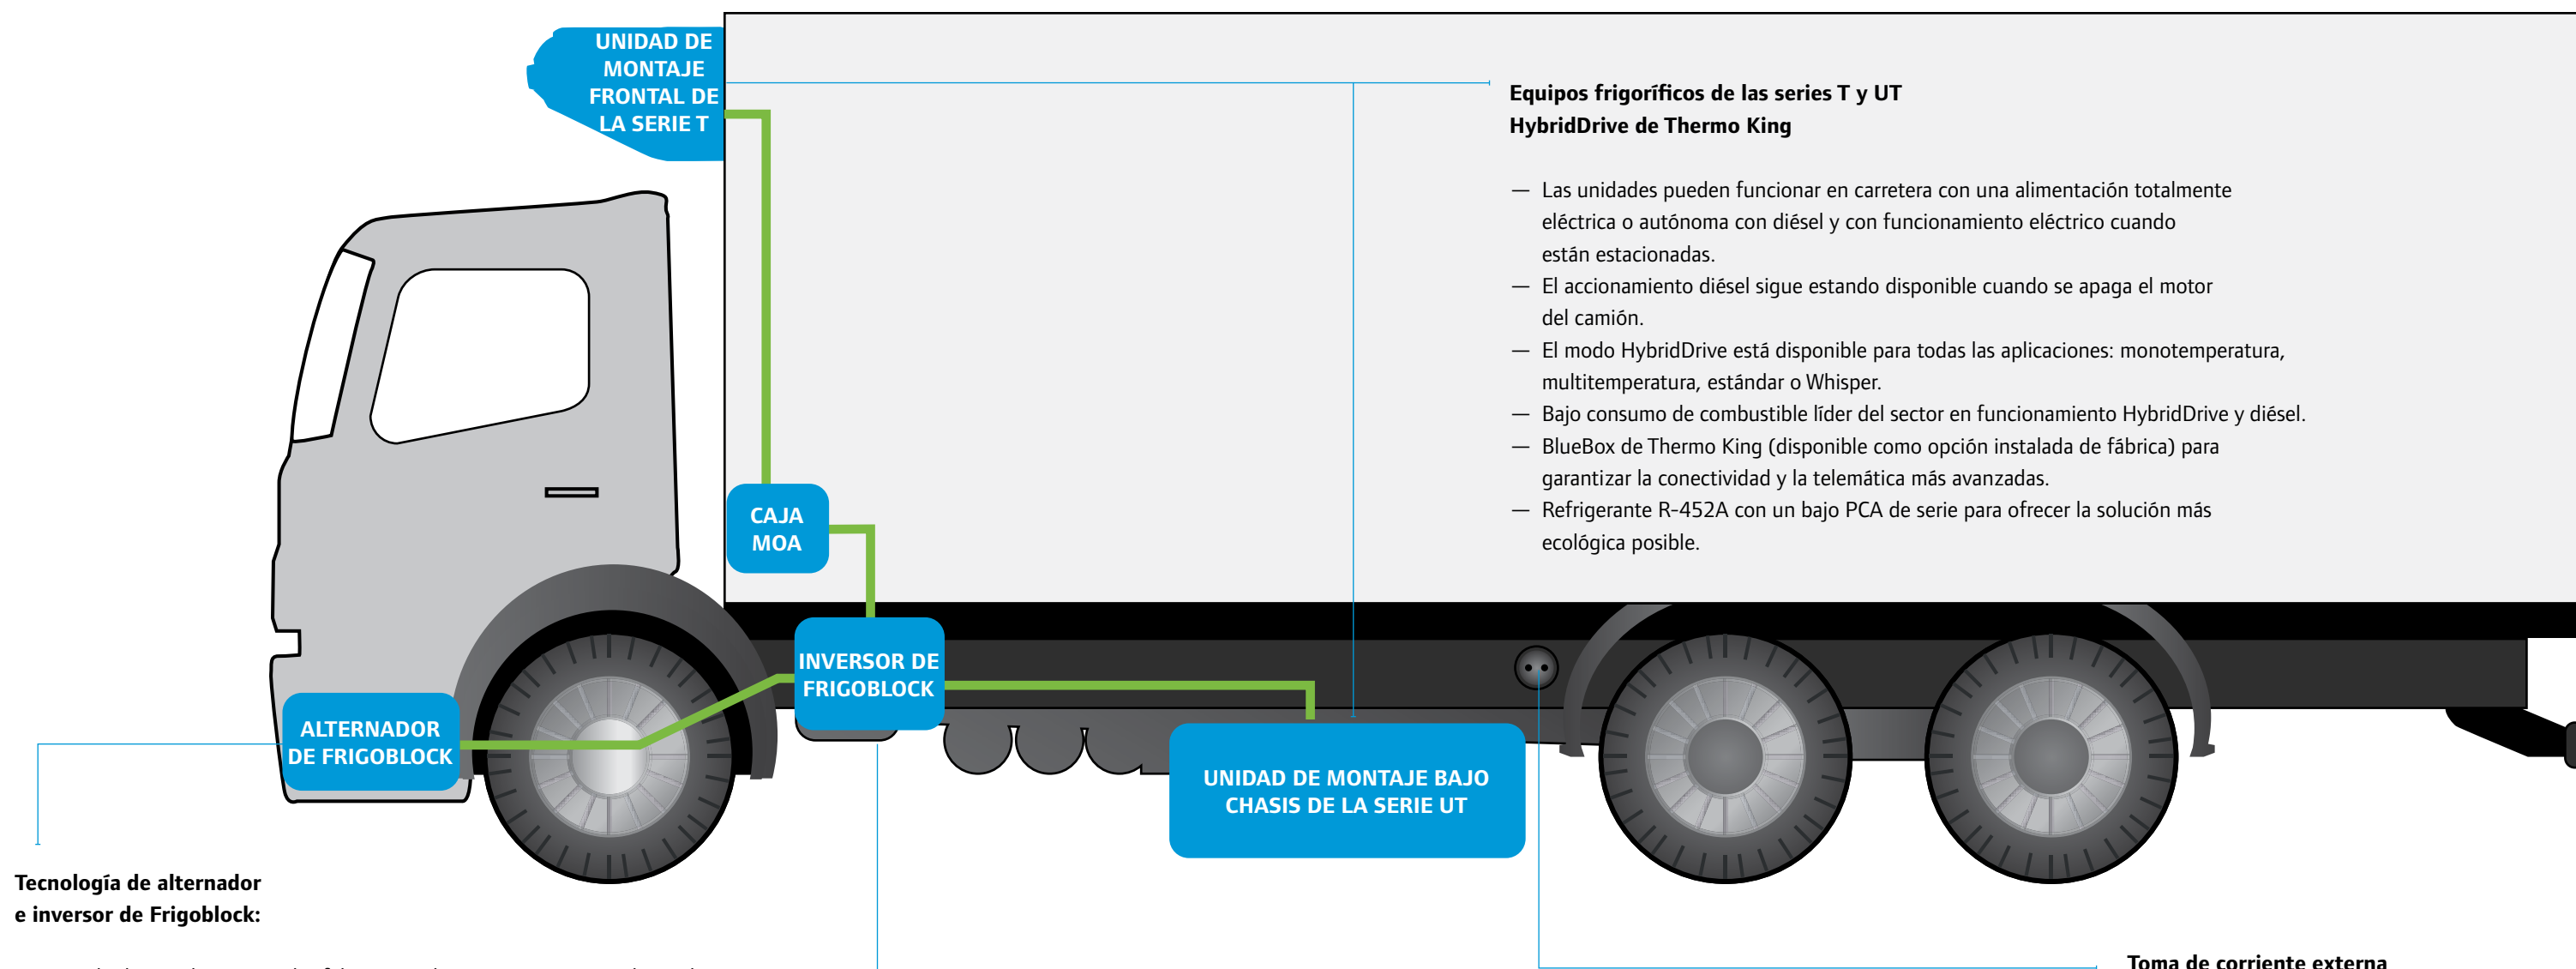 UNIDAD DE
MONTAJE
FRONTAL DE
LA SERIE T
Equipos frigoríficos de las series T y UT
HybridDrive de Thermo King
— Las unidades pueden funcionar en carretera con una alimentación totalmente
eléctrica o autónoma con diésel y con funcionamiento eléctrico cuando
están estacionadas.
— El accionamiento diésel sigue estando disponible cuando se apaga el motor
del camión.
— El modo HybridDrive está disponible para todas las aplicaciones: monotemperatura,
multitemperatura, estándar o Whisper.
— Bajo consumo de combustible líder del sector en funcionamiento HybridDrive y diésel.
— BlueBox de Thermo King (disponible como opción instalada de fábrica) para
garantizar la conectividad y la telemática más avanzadas.
— Refrigerante R-452A con un bajo PCA de serie para ofrecer la solución más
ecológica posible.
CAJA
MOA
INVERSOR DE
FRIGOBLOCK
ALTERNADOR
DE FRIGOBLOCK
UNIDAD DE MONTAJE BAJO
CHASIS DE LA SERIE UT
Tecnología de alternador
e inversor de Frigoblock:
Toma de corriente externa